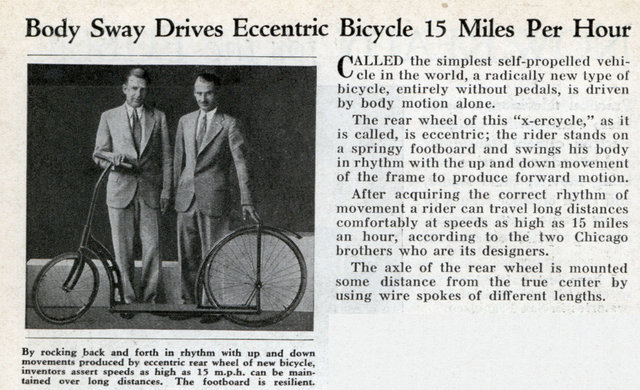 Body Sway Drives Eccentric Bicycle 15 Miles Per Hour
CALLED the simplest self-propelled vehi-
cle in the world, a radically new type of
bicycle, entirely without pedals, is driven
by body motion alone.
The rear wheel of this “x-ercycle,” as it
is called, is eccentric; the rider stands on
a springy footboard and swings his body
in rhythm with the up and down movement
of the frame to produce forward motion.
After acquiring the correct rhythm of
movement a rider can travel long distances
comfortably at speeds as high as 15 miles
an hour, according to the two Chicago
brothers who are its designers.
The axle of the rear wheel is mounted
some distance from the true center by
using wire spokes of different lengths.
By rocking back and forth in rhythm with up and down
movements produced by eccentric rear wheel of new bicycle,
inventors assert speeds as high as 15 m.p.h. can be main-
tained over long distances. The footboard is resilient.